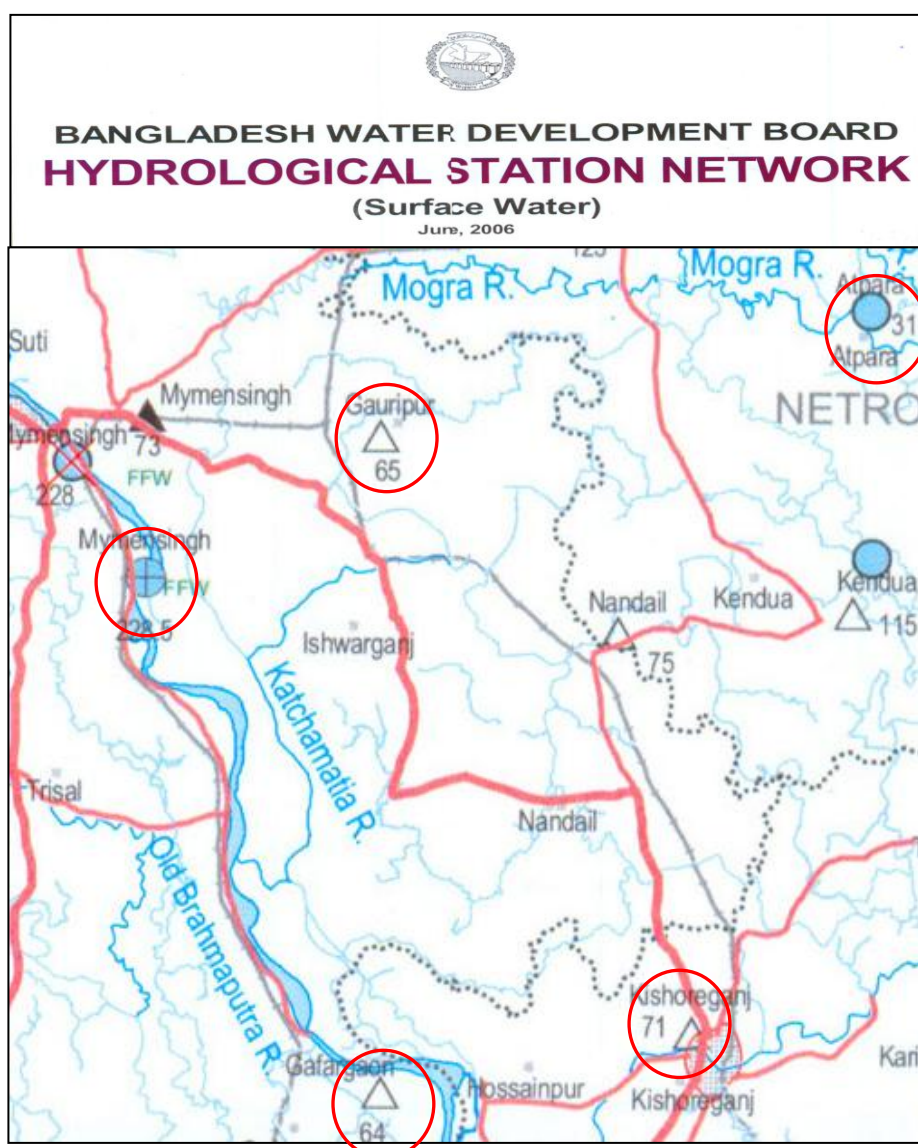 BANGLADESH WATER DEVELOPMENT BOARD
HYDROLOGICAL STATION NETWORK
(Surface Water)
June, 2006
Mogra R.
Mogra R.
Atpara
31
Atpara
Suti
Mymensingh
Gauripur
NETRO
Mymensingh
73
65
FFW
228
Mymensingh
FFW
228.5
Nandail
Kendua
Kendua
115
Ishwarganj
75
Katchamatia R.
Trisal
Nandail
Old Brahmaputra R.
Kishoreganj
71
Gafargaon
Hossainpur
Kari
Kishoreganj
64